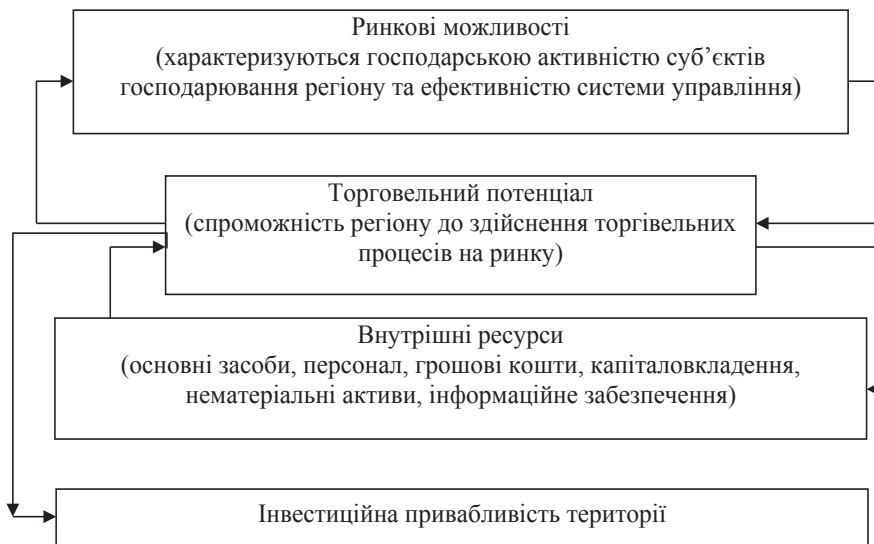 Ринкові можливості
(характеризуються господарською активністю суб’єктів
господарювання регіону та ефективністю системи управління)
Торговельний потенціал
(спроможність регіону до здійснення торгівельних
процесів на ринку)
Внутрішні ресурси
(основні засоби, персонал, грошові кошти, капіталовкладення,
нематеріальні активи, інформаційне забезпечення)
Інвестиційна привабливість території